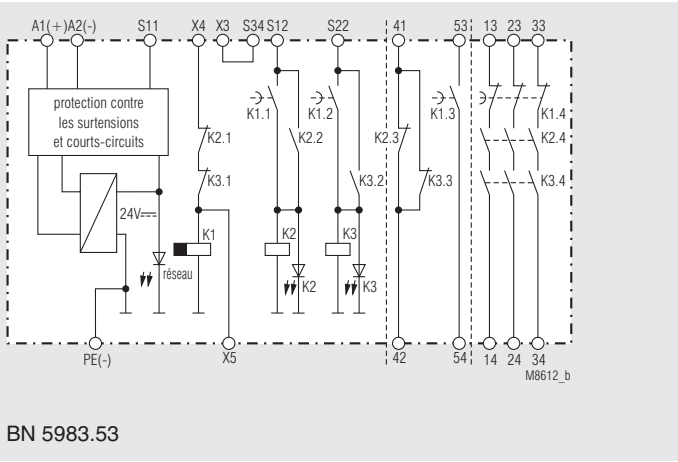 A1(+) A2(-) S11 X4 X3 S34 S12 S22 41 53 13 23 33
protection contre
les surtensions
et courts-circuits
K1.1 K1.2 K1.3 K1.4
K2.1 K2.2 K2.3 K2.4
K3.1 K3.2 K3.3 K3.4
24V
K1 K2 K3
réseau
K2 K3
PE(-) X5 42 54 14 24 34
M8612_b
BN 5983.53